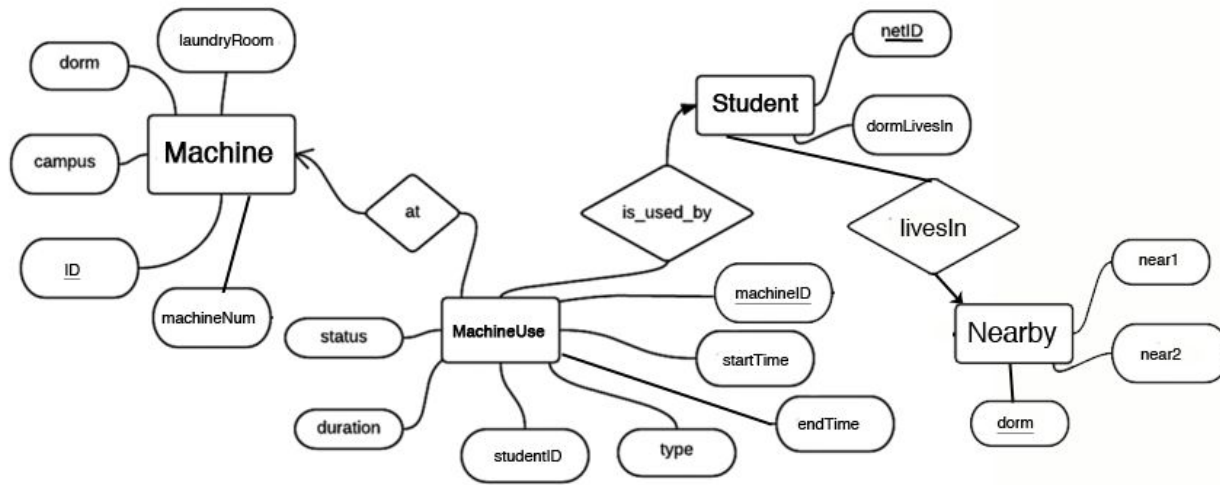 laundryRoom
netID
dorm
Student
Machine
dormLivesIn
campus
at
is_used_by
livesIn
ID
near1
machineID
machineNum
status
MachineUse
Nearby
startTime
near2
duration
endTime
dorm
studentID
type